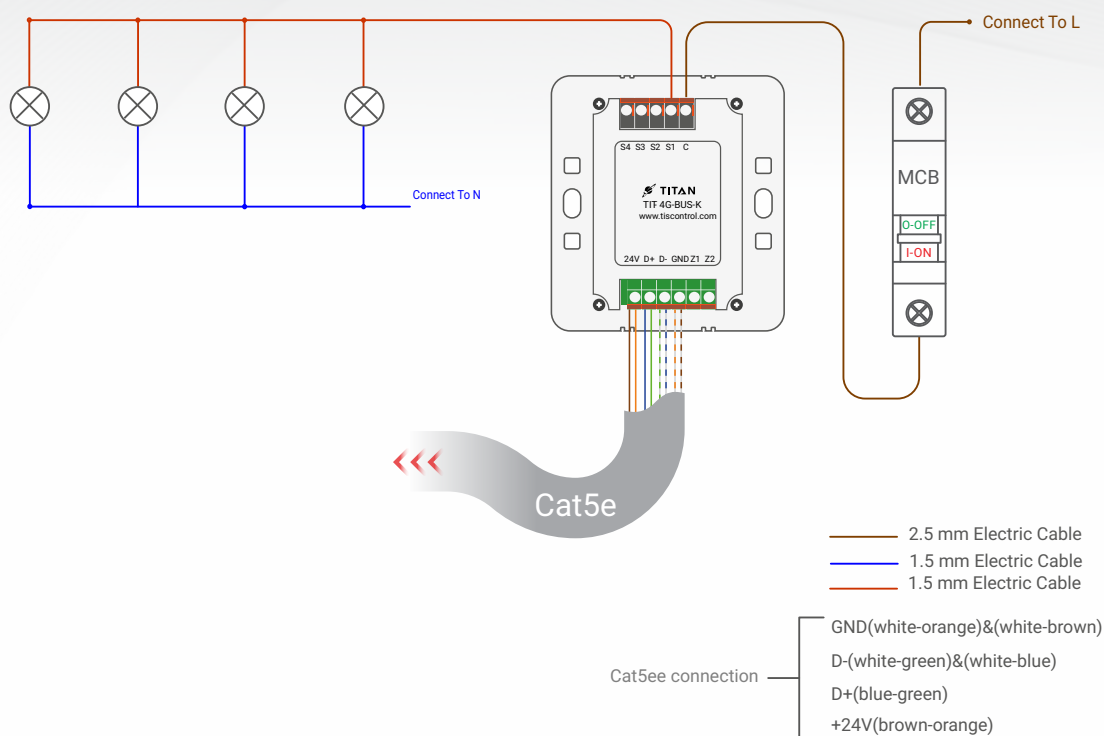 Connect To L
Connect To N
S4 S3 S2 S1 C
TITAN
TIT 4G-BUS-K
www.tiscontrol.com
24V D+ D- GND Z1 Z2
MCB
O-OFF
I-ON
Cat5e
2.5 mm Electric Cable
1.5 mm Electric Cable
1.5 mm Electric Cable
Cat5ee connection
GND(white-orange)&(white-brown)
D-(white-green)&(white-blue)
D+(blue-green)
+24V(brown-orange)